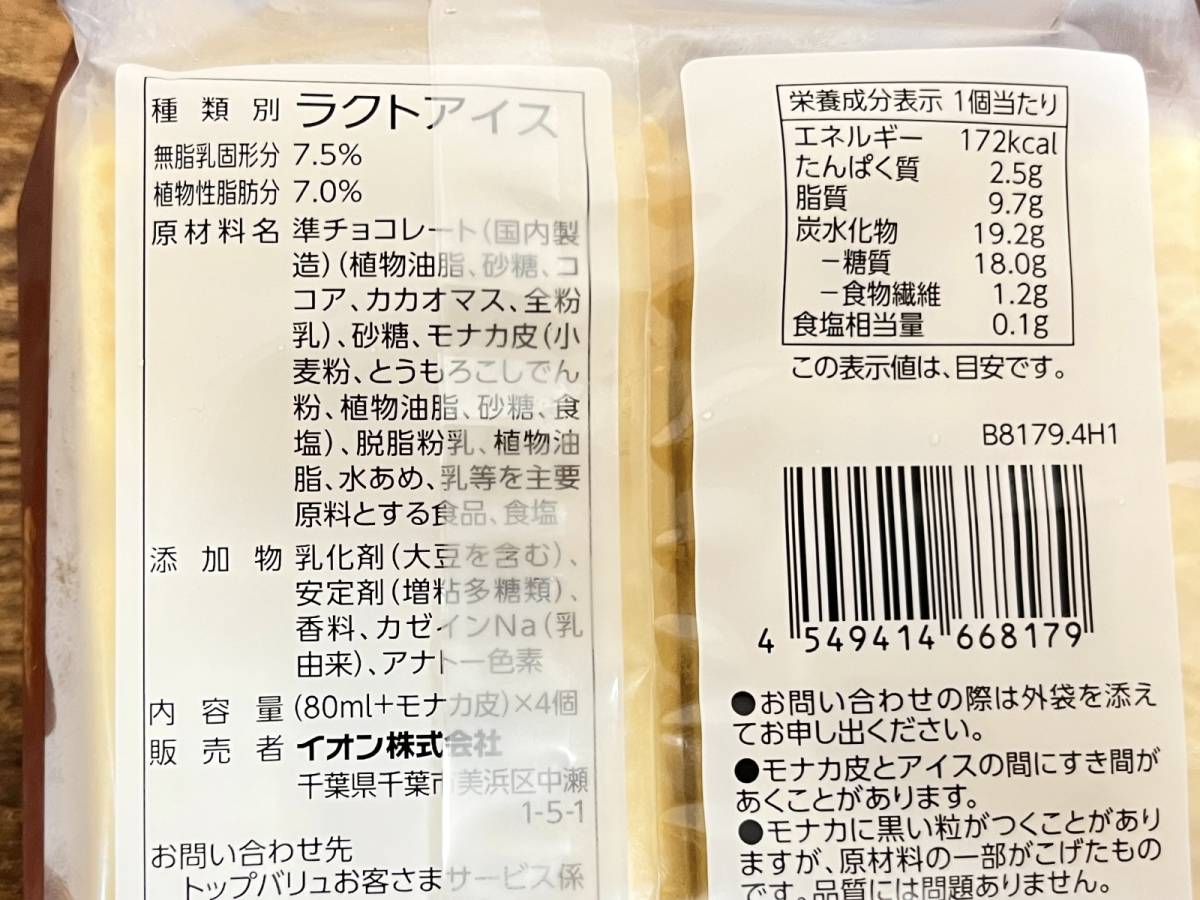 種類別 ラクトアイス
無脂乳固形分 7.5%
植物性脂肪分 7.0%
原材料名 準チョコレート(国内製
造)(植物油脂、砂糖、コ
コア、カカオマス、全粉
乳)、砂糖、モナカ皮(小
麦粉、とうもろこしでん
粉、植物油脂、砂糖、食
塩)、脱脂粉乳、植物油
脂、水あめ、乳等を主要
原料とする食品、食塩
添加物 乳化剤(大豆を含む)、
安定剤(増粘多糖類)、
香料、カゼインNa(乳
由来)、アナトー色素
内容量 (80ml+モナカ皮)×4個
販売者 イオン株式会社
千葉県千葉市美浜区中瀬
1-5-1
お問い合わせ先
トップバリュお客さまサービス係
栄養成分表示 1個当たり
エネルギー 172kcal
たんぱく質 2.5g
脂質 9.7g
炭水化物 19.2g
－糖質 18.0g
－食物繊維 1.2g
食塩相当量 0.1g
この表示値は、目安です。
B8179.4H1
4 549414 668179
●お問い合わせの際は外袋を添え
てお申し出ください。
●モナカ皮とアイスの間にすき間が
あくことがあります。
●モナカに黒い粒がつくことがあり
ますが、原材料の一部がこげたもの
です。品質には問題ありません。